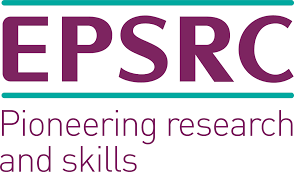 EPSRC
Pioneering research
and skills